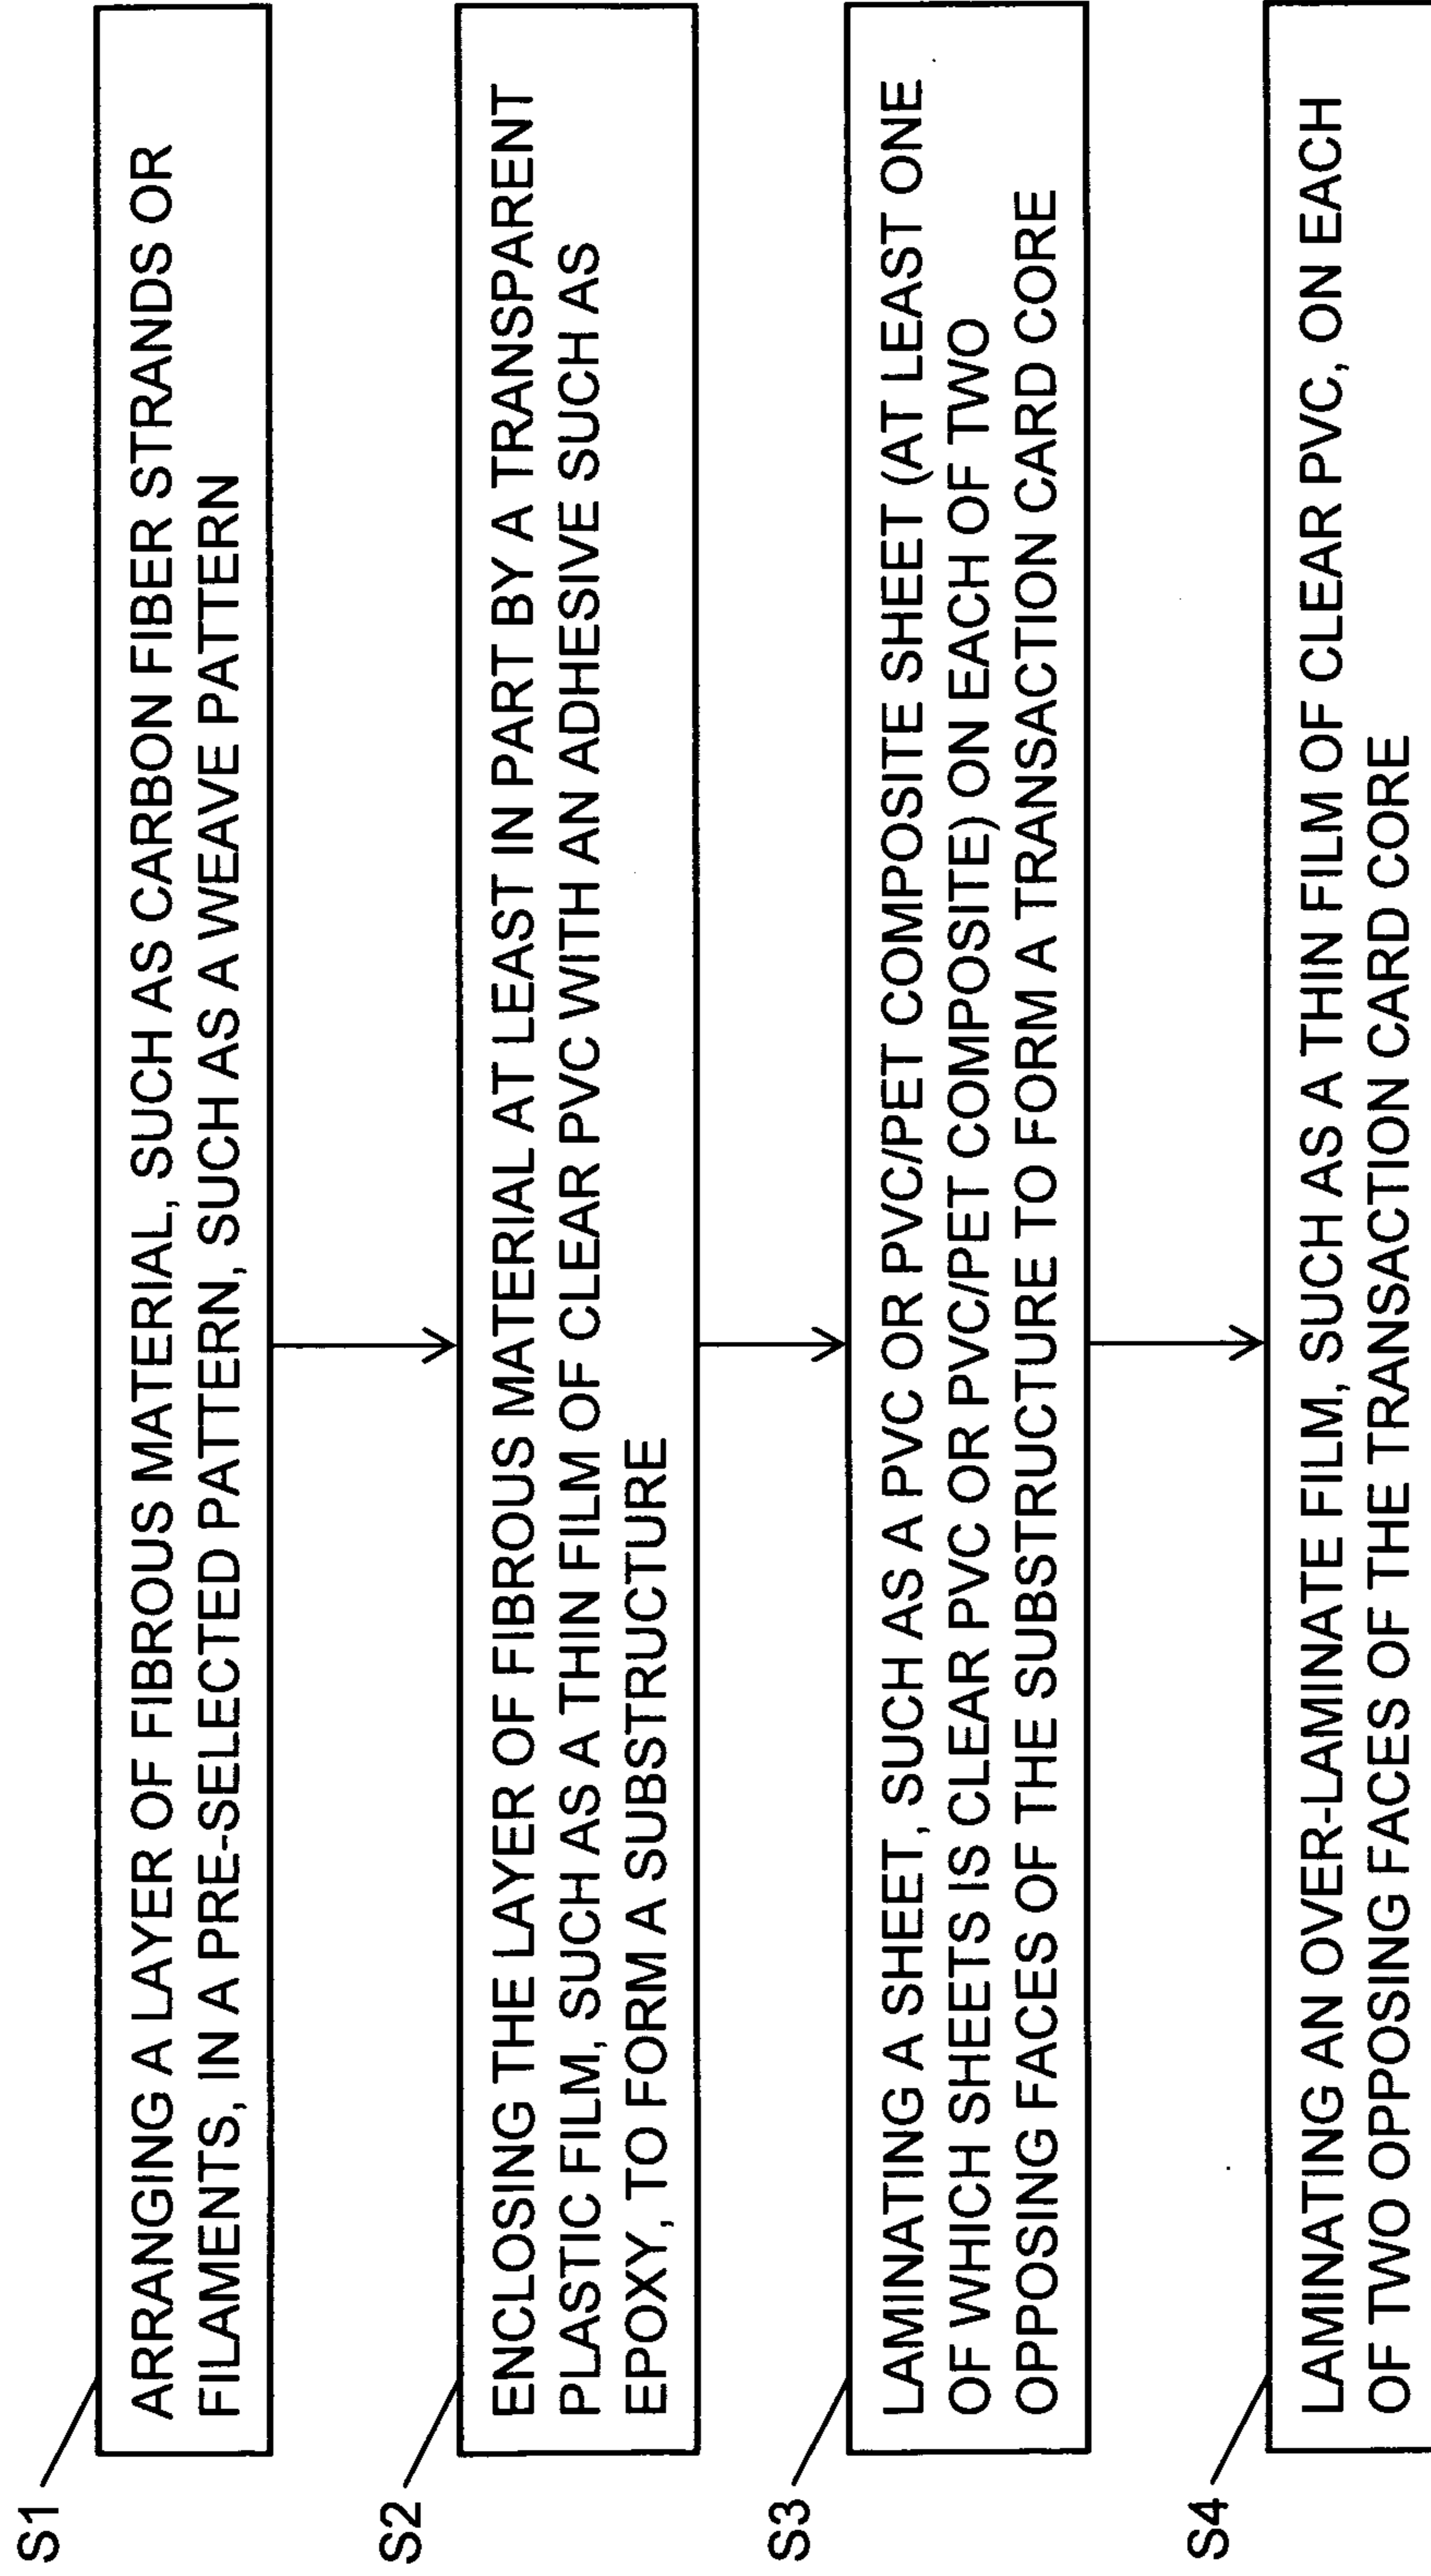 S1
ARRANGING A LAYER OF FIBROUS MATERIAL, SUCH AS CARBON FIBER STRANDS OR
FILAMENTS, IN A PRE-SELECTED PATTERN, SUCH AS A WEAVE PATTERN
S2
ENCLOSING THE LAYER OF FIBROUS MATERIAL AT LEAST IN PART BY A TRANSPARENT
PLASTIC FILM, SUCH AS A THIN FILM OF CLEAR PVC WITH AN ADHESIVE SUCH AS
EPOXY, TO FORM A SUBSTRUCTURE
S3
LAMINATING A SHEET, SUCH AS A PVC OR PVC/PET COMPOSITE SHEET (AT LEAST ONE
OF WHICH SHEETS IS CLEAR PVC OR PVC/PET COMPOSITE) ON EACH OF TWO
OPPOSING FACES OF THE SUBSTRUCTURE TO FORM A TRANSACTION CARD CORE
S4
LAMINATING AN OVER-LAMINATE FILM, SUCH AS A THIN FILM OF CLEAR PVC, ON EACH
OF TWO OPPOSING FACES OF THE TRANSACTION CARD CORE